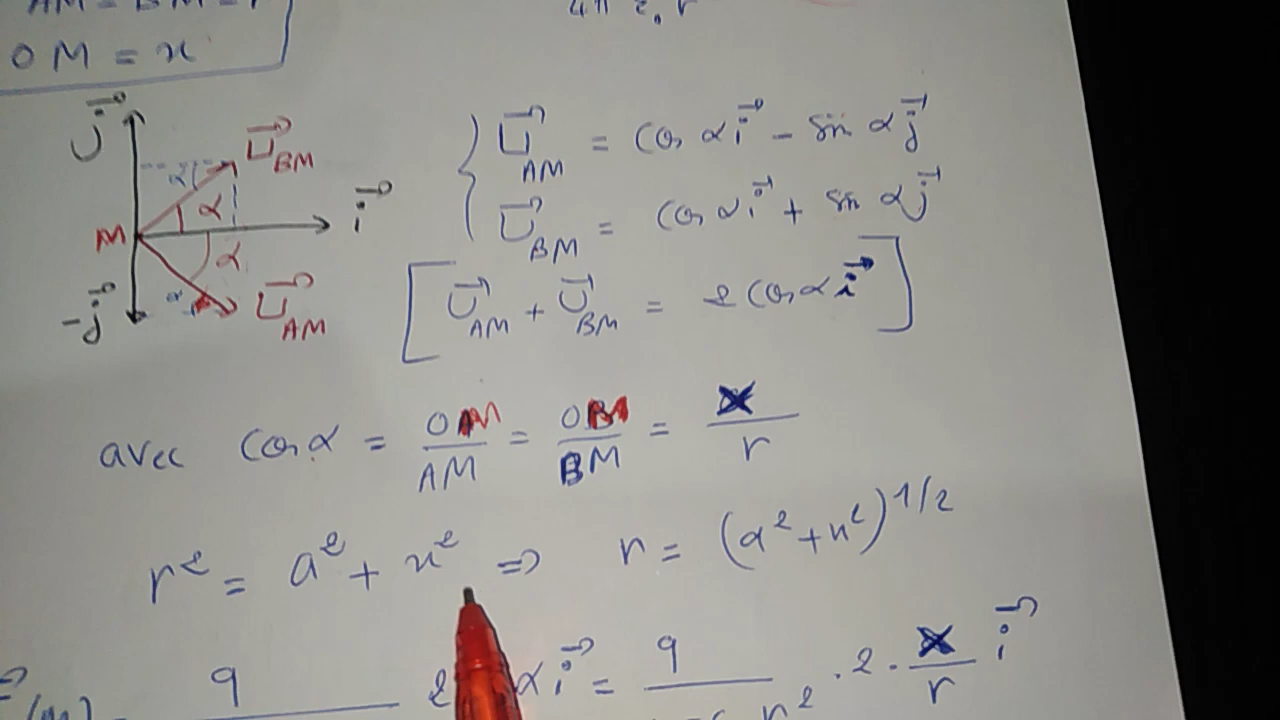 AM = BM = r
4π ε₀ r
OM = x
j⃗
U⃗BM
α
α
M
i⃗
α
α
-j⃗
U⃗AM
{ U⃗AM = cos α i⃗ - sin α j⃗
U⃗BM = cos α i⃗ + sin α j⃗
[ U⃗AM + U⃗BM = 2 cos α i⃗ ]
avec cos α = OM/AM = OM/BM = x/r
r² = a² + x² ⇒ r = (a² + x²)^1/2
q 2 α i⃗ = q r² . 2 . x/r i⃗